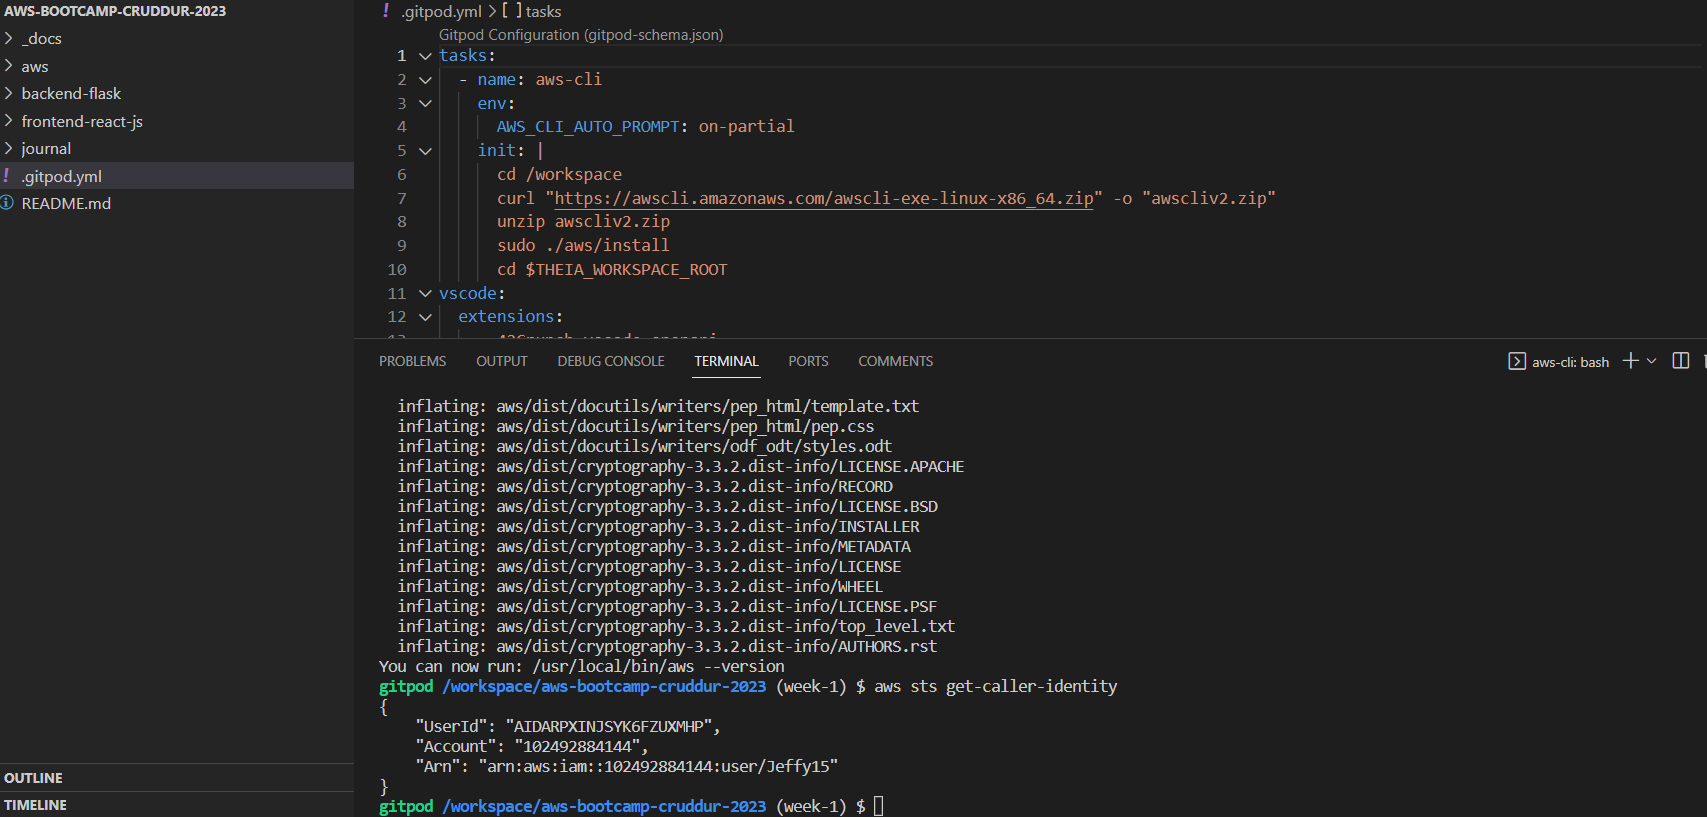 AWS-BOOTCAMP-CRUDDUR-2023
_docs
aws
backend-flask
frontend-react-js
journal
! .gitpod.yml
README.md
OUTLINE
TIMELINE
! .gitpod.yml > [ ] tasks
Gitpod Configuration (gitpod-schema.json)
1 tasks:
2 - name: aws-cli
3 env:
4 AWS_CLI_AUTO_PROMPT: on-partial
5 init: |
6 cd /workspace
7 curl "https://awscli.amazonaws.com/awscli-exe-linux-x86_64.zip" -o "awscliv2.zip"
8 unzip awscliv2.zip
9 sudo ./aws/install
10 cd $THEIA_WORKSPACE_ROOT
11 vscode:
12 extensions:
PROBLEMS OUTPUT DEBUG CONSOLE TERMINAL PORTS COMMENTS aws-cli: bash
inflating: aws/dist/docutils/writers/pep_html/template.txt
inflating: aws/dist/docutils/writers/pep_html/pep.css
inflating: aws/dist/docutils/writers/odf_odt/styles.odt
inflating: aws/dist/cryptography-3.3.2.dist-info/LICENSE.APACHE
inflating: aws/dist/cryptography-3.3.2.dist-info/RECORD
inflating: aws/dist/cryptography-3.3.2.dist-info/LICENSE.BSD
inflating: aws/dist/cryptography-3.3.2.dist-info/INSTALLER
inflating: aws/dist/cryptography-3.3.2.dist-info/METADATA
inflating: aws/dist/cryptography-3.3.2.dist-info/LICENSE
inflating: aws/dist/cryptography-3.3.2.dist-info/WHEEL
inflating: aws/dist/cryptography-3.3.2.dist-info/LICENSE.PSF
inflating: aws/dist/cryptography-3.3.2.dist-info/top_level.txt
inflating: aws/dist/cryptography-3.3.2.dist-info/AUTHORS.rst
You can now run: /usr/local/bin/aws --version
gitpod /workspace/aws-bootcamp-cruddur-2023 (week-1) $ aws sts get-caller-identity
{
"UserId": "AIDARPXINJSYK6FZUXMHP",
"Account": "102492884144",
"Arn": "arn:aws:iam::102492884144:user/Jeffy15"
}
gitpod /workspace/aws-bootcamp-cruddur-2023 (week-1) $